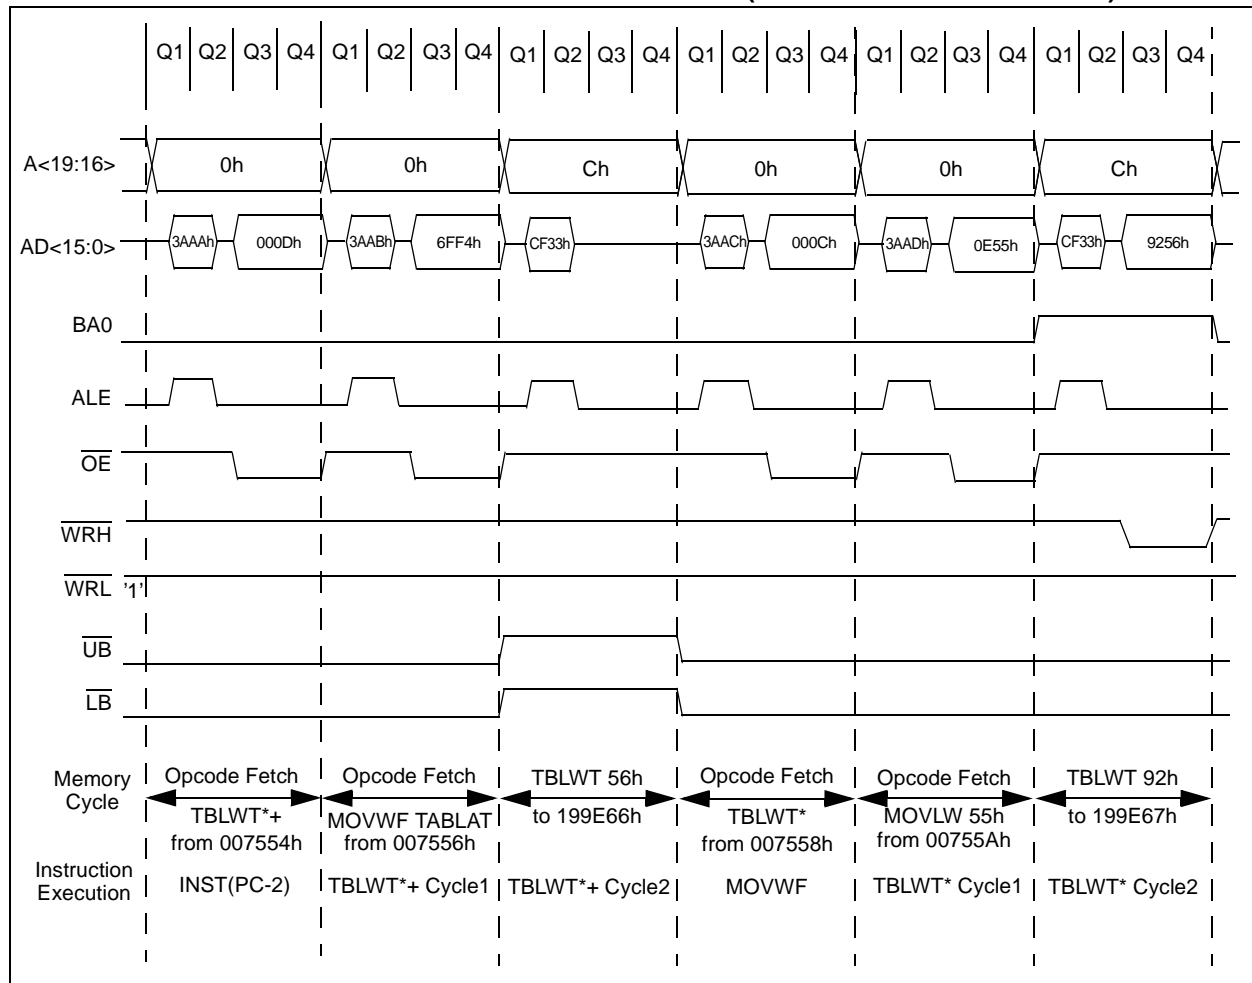 Q1 Q2 Q3 Q4 Q1 Q2 Q3 Q4 Q1 Q2 Q3 Q4 Q1 Q2 Q3 Q4 Q1 Q2 Q3 Q4 Q1 Q2 Q3 Q4
A<19:16> 0h 0h Ch 0h 0h Ch
AD<15:0> 3AAAh 000Dh 3AABh 6FF4h CF33h 3AACh 000Ch 3AADh 0E55h CF33h 9256h
BA0
ALE
OE
WRH
WRL '1'
UB
LB
Memory Opcode Fetch Opcode Fetch TBLWT 56h Opcode Fetch Opcode Fetch TBLWT 92h
Cycle
TBLWT*+ MOVWF TABLAT to 199E66h TBLWT* MOVLW 55h to 199E67h
from 007554h from 007556h from 007558h from 00755Ah
Instruction
Execution INST(PC-2) TBLWT*+ Cycle1 TBLWT*+ Cycle2 MOVWF TBLWT* Cycle1 TBLWT* Cycle2